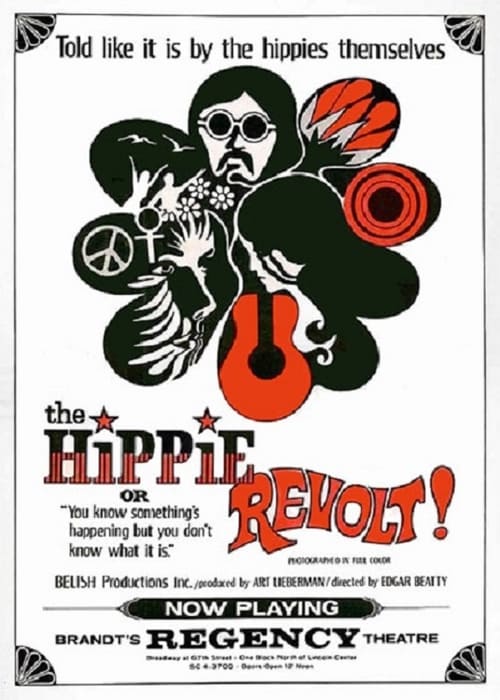 Told like it is by the hippies themselves
the
HiPPiE
OR
"You know something's
happening but you don't
know what it is."
REVOLT!
PHOTOGRAPHED IN FULL COLOR
BELISH Productions Inc./produced by ART LIEBERMAN/directed by EDGAR BEATTY
NOW PLAYING
BRANDT'S REGENCY THEATRE
Broadway at 67th Street - One Block North of Lincoln Center
SC 4-3700 - Doors Open 12 Noon